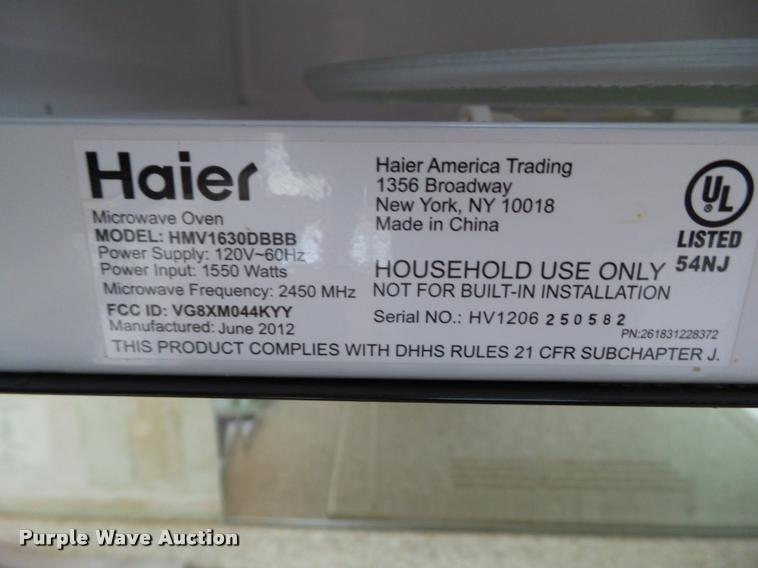 Haier
Microwave Oven
MODEL: HMV1630DBBB
Power Supply: 120V~60Hz
Power Input: 1550 Watts
Microwave Frequency: 2450 MHz
FCC ID: VG8XM044KYY
Manufactured: June 2012
Haier America Trading
1356 Broadway
New York, NY 10018
Made in China
HOUSEHOLD USE ONLY
NOT FOR BUILT-IN INSTALLATION
Serial NO.: HV1206 250582
UL
LISTED
54NJ
PN:261831228372
THIS PRODUCT COMPLIES WITH DHHS RULES 21 CFR SUBCHAPTER J.
Purple Wave Auction